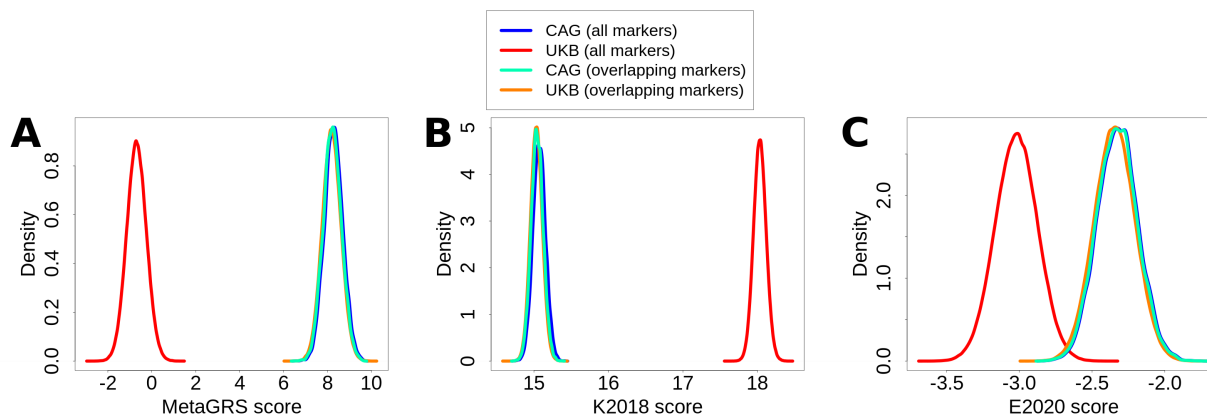 CAG (all markers)
UKB (all markers)
CAG (overlapping markers)
UKB (overlapping markers)
A
Density
0.0 0.2 0.4 0.6 0.8
-2 0 2 4 6 8 10
MetaGRS score
B
Density
0 1 2 3 4 5
15 16 17 18
K2018 score
C
Density
0.0 1.0 2.0
-3.5 -3.0 -2.5 -2.0
E2020 score